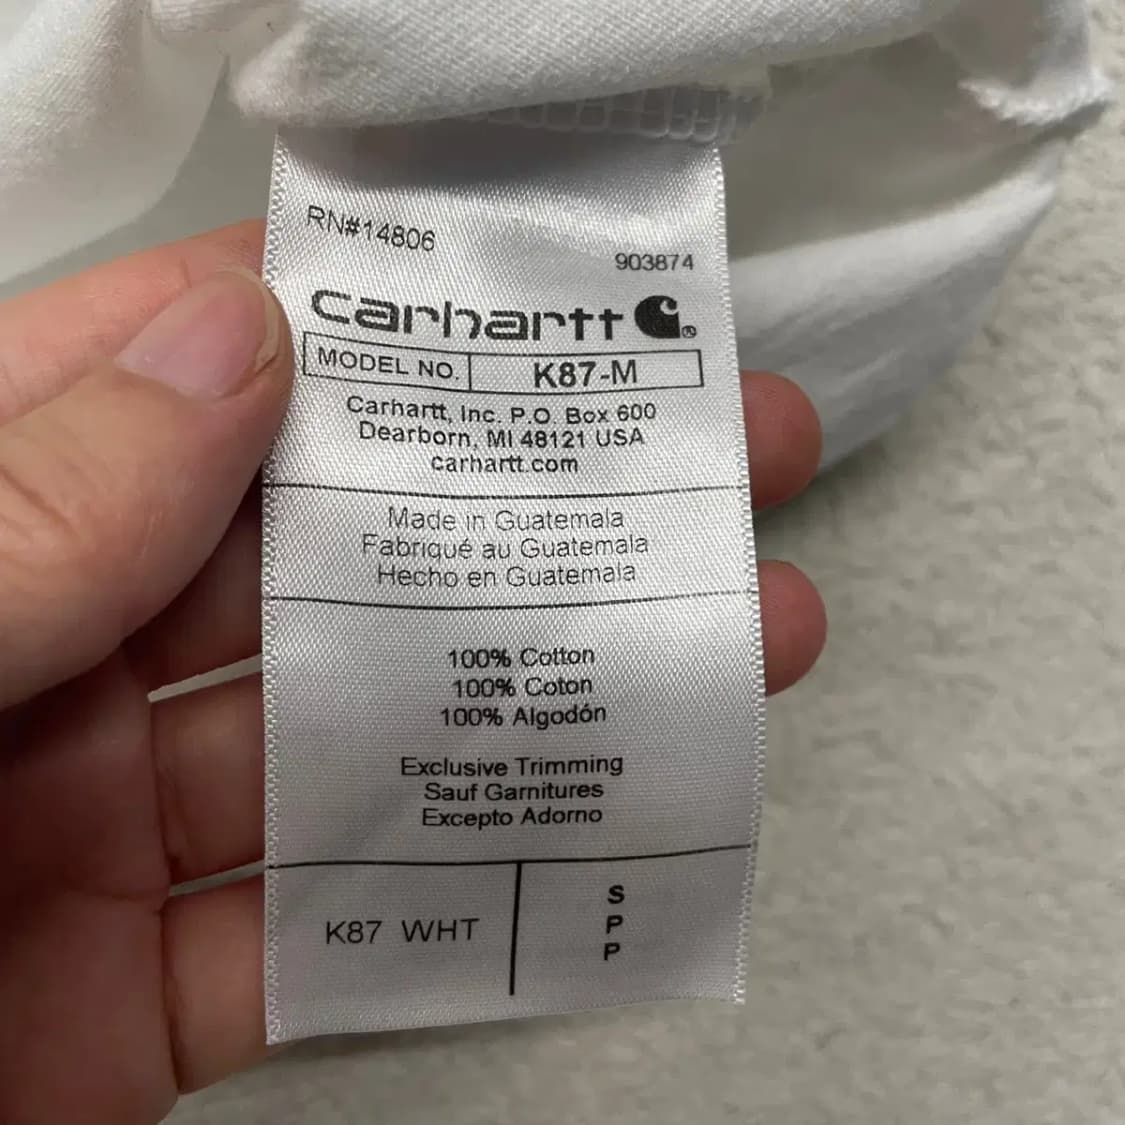 RN#14806
903874
carhartt
MODEL NO. K87-M
Carhartt, Inc. P.O. Box 600
Dearborn, MI 48121 USA
carhartt.com
Made in Guatemala
Fabriqué au Guatemala
Hecho en Guatemala
100% Cotton
100% Coton
100% Algodón
Exclusive Trimming
Sauf Garnitures
Excepto Adorno
K87 WHT
S
P
P